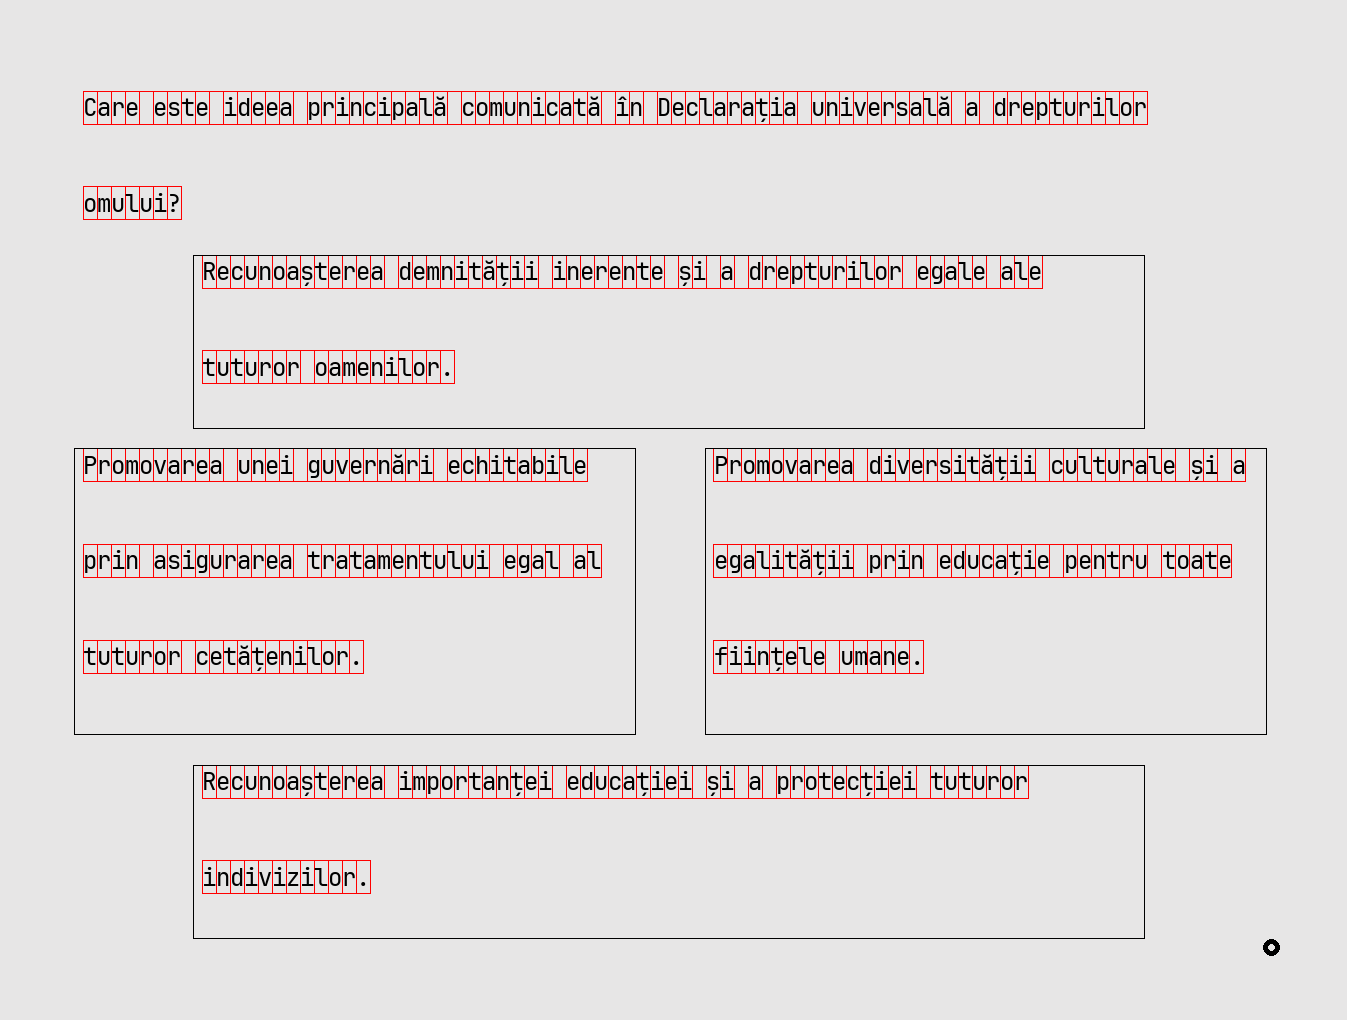 Care este ideea principală comunicată în Declarația universală a drepturilor
omului?
Recunoașterea demnității inerente și a drepturilor egale ale
tuturor oamenilor.
Promovarea unei guvernări echitabile
prin asigurarea tratamentului egal al
tuturor cetățenilor.
Promovarea diversității culturale și a
egalității prin educație pentru toate
ființele umane.
Recunoașterea importanței educației și a protecției tuturor
indivizilor.